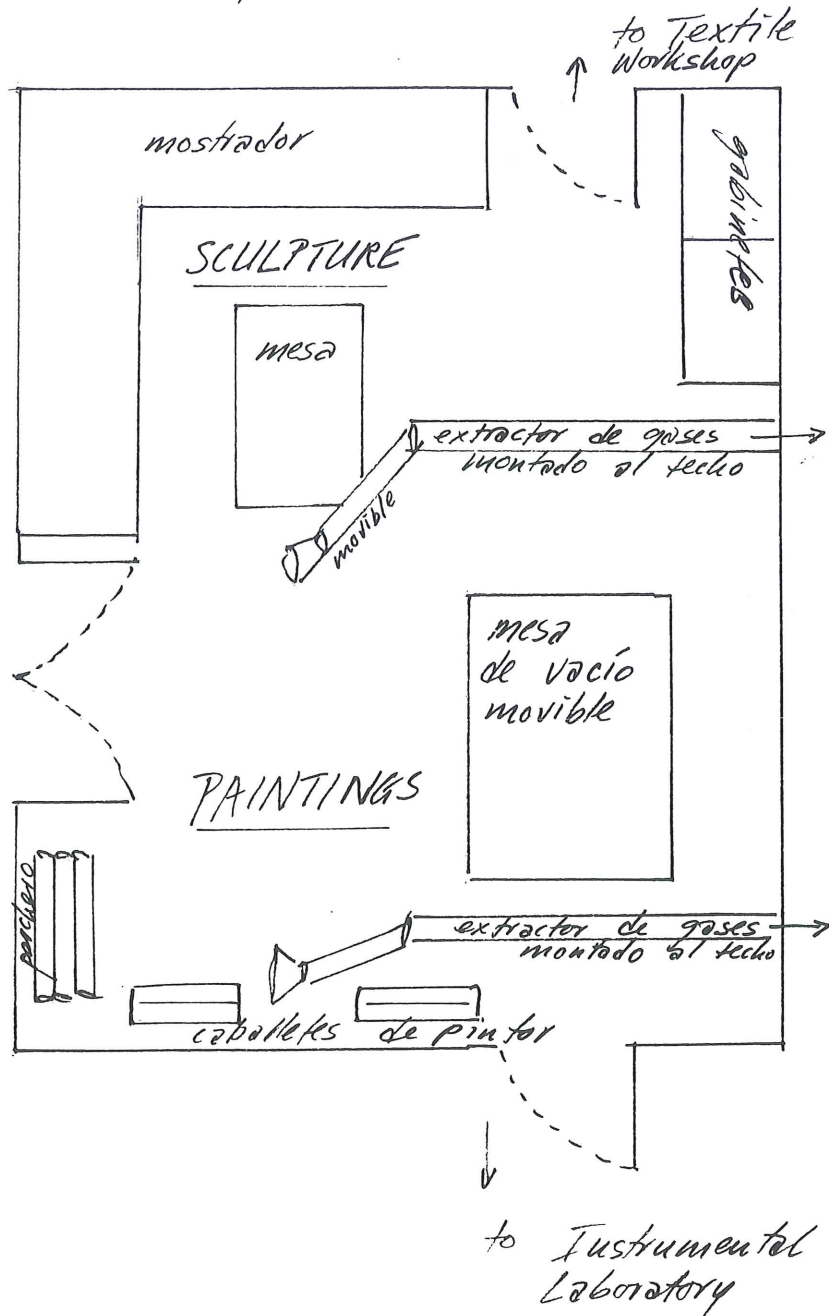 to Textile
Workshop
mostrador
gabinetes
SCULPTURE
mesa
extractor de gases
montado al techo
movible
mesa
de vacío
movible
PAINTINGS
perchero
extractor de gases
montado al techo
caballetes de pintor
to Instrumental
Laboratory